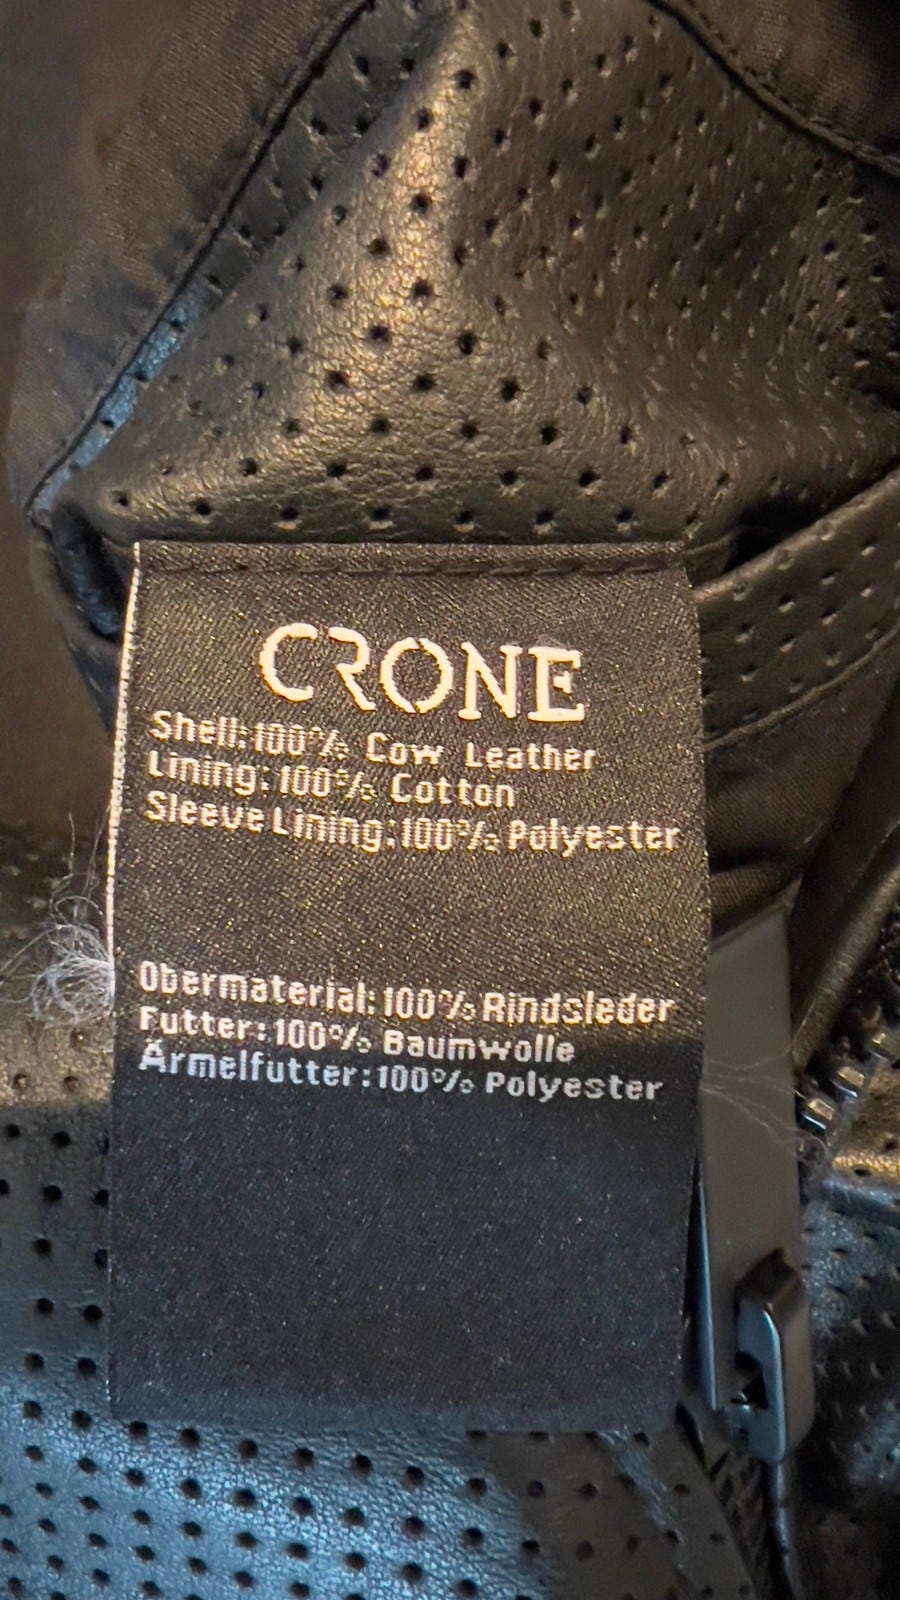 CRONE
Shell: 100% Cow Leather
Lining: 100% Cotton
Sleeve Lining: 100% Polyester
Obermaterial: 100% Rindsleder
Futter: 100% Baumwolle
Ärmelfutter: 100% Polyester